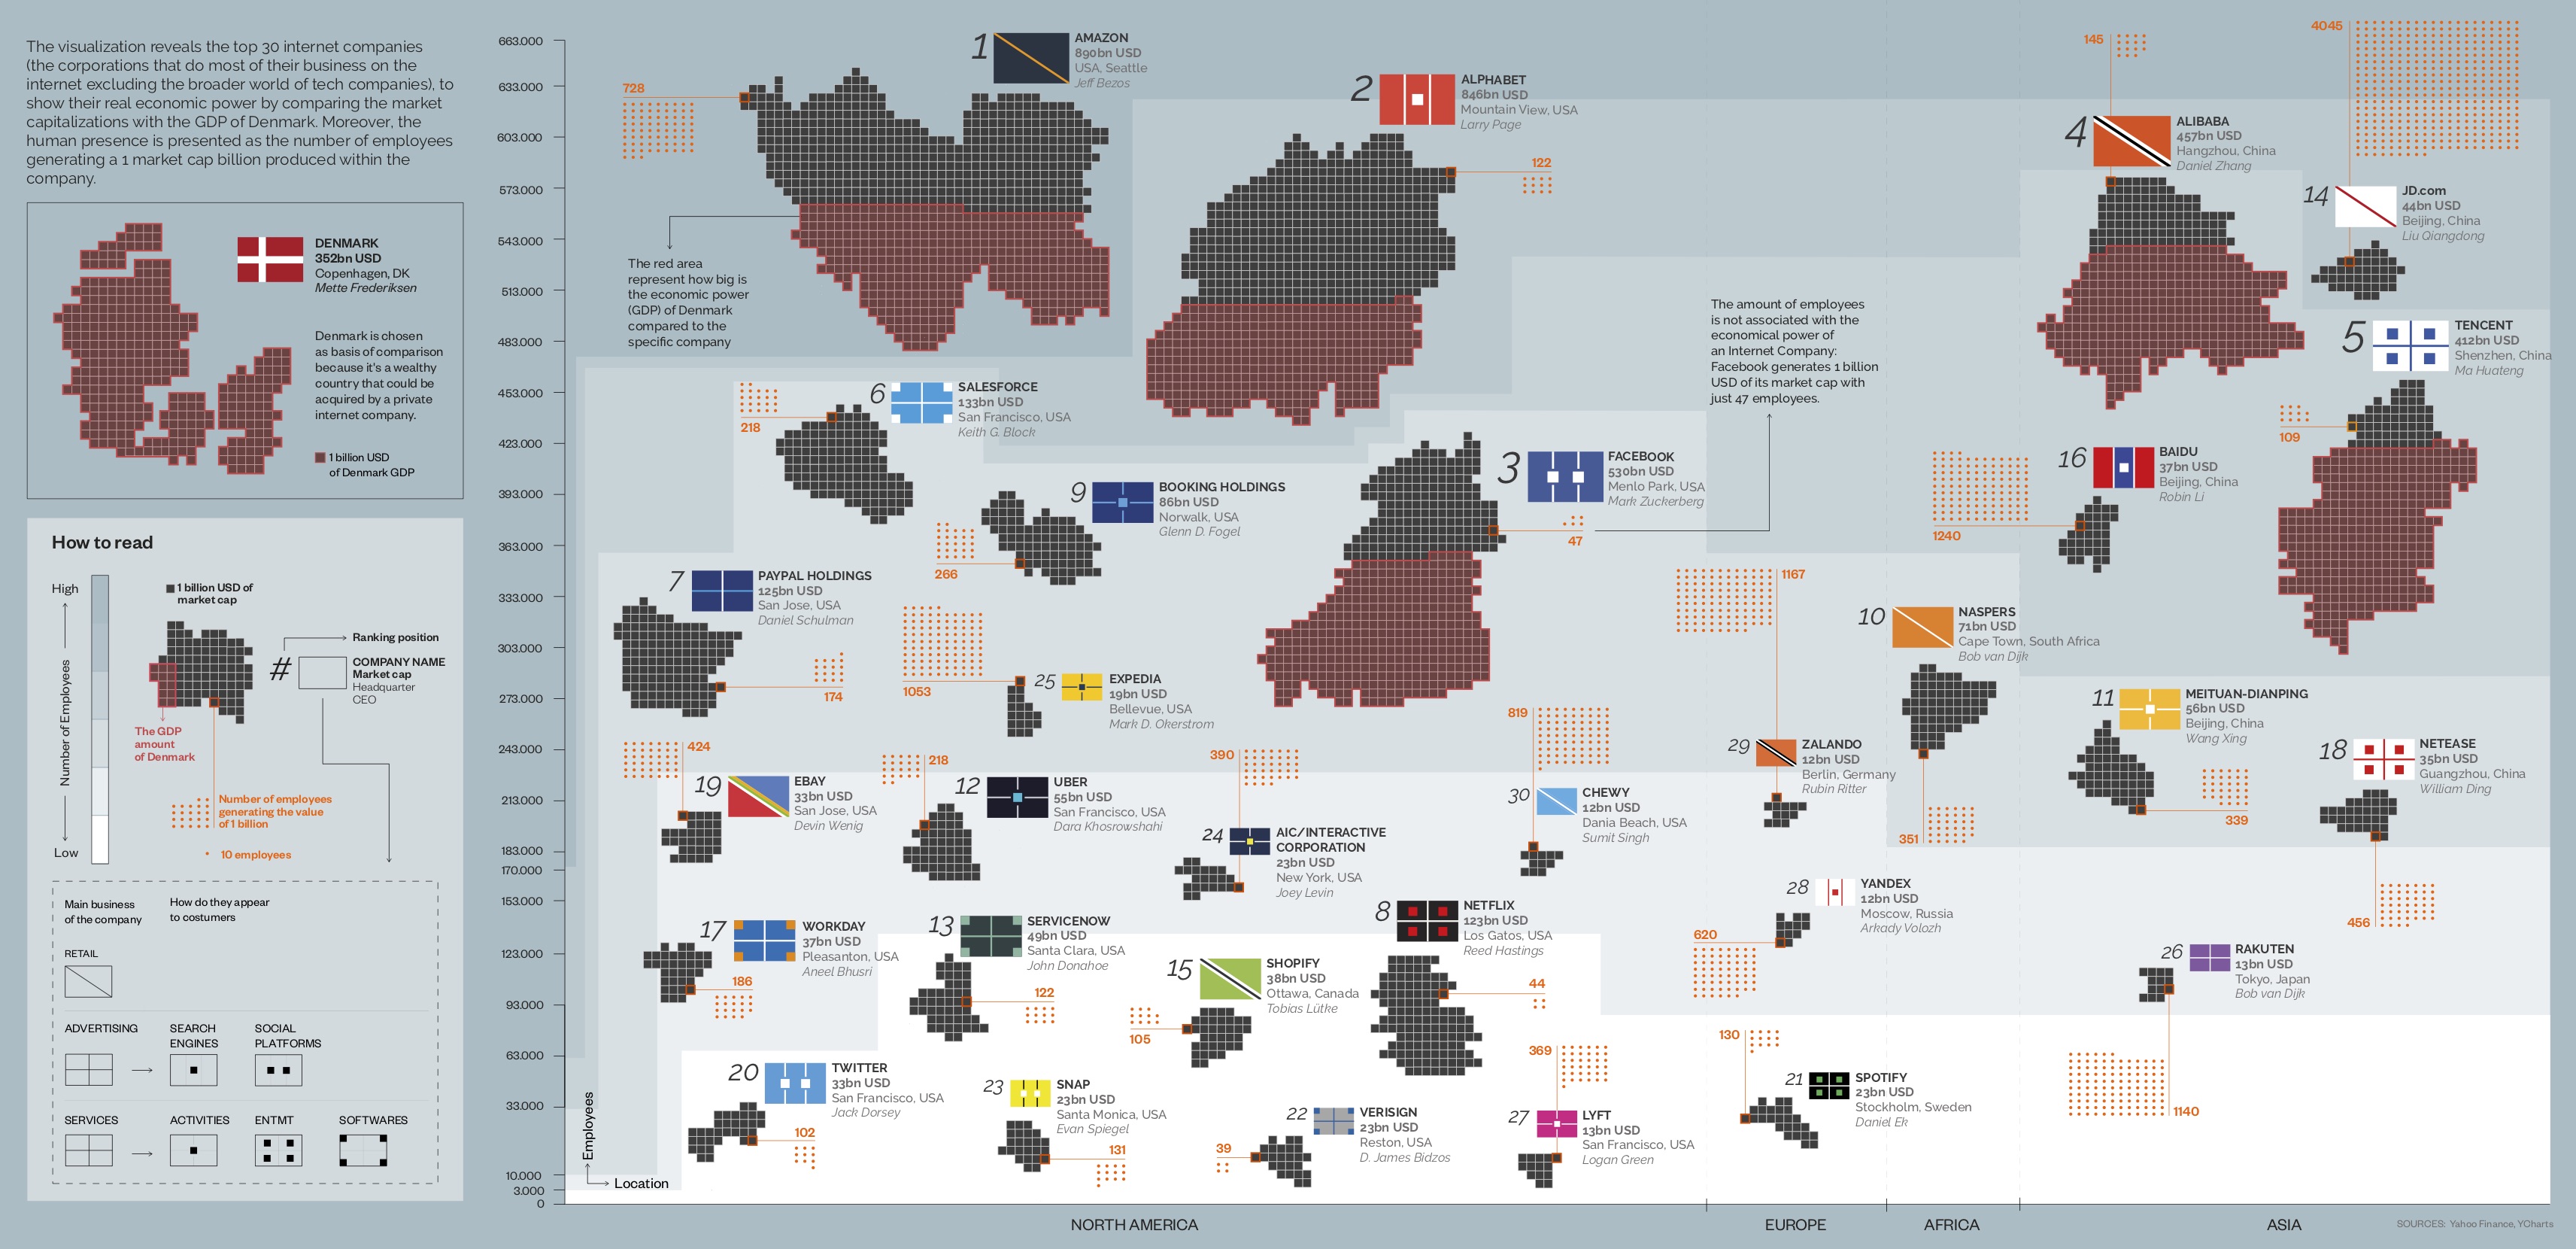 The visualization reveals the top 30 internet companies
(the corporations that do most of their business on the
internet excluding the broader world of tech companies), to
show their real economic power by comparing the market
capitalizations with the GDP of Denmark. Moreover, the
human presence is presented as the number of employees
generating a 1 market cap billion produced within the
company.
DENMARK
352bn USD
Copenhagen, DK
Mette Frederiksen
Denmark is chosen
as basis of comparison
because it's a wealthy
country that could be
acquired by a private
internet company.
1 billion USD
of Denmark GDP
How to read
High
Number of Employees
Low
1 billion USD of
market cap
Ranking position
#
COMPANY NAME
Market cap
Headquarter
CEO
The GDP
amount
of Denmark
Number of employees
generating the value
of 1 billion
10 employees
Main business
of the company
How do they appear
to costumers
RETAIL
ADVERTISING
SEARCH
ENGINES
SOCIAL
PLATFORMS
SERVICES
ACTIVITIES
ENTMT
SOFTWARES
663.000
633.000
603.000
573.000
543.000
513.000
483.000
453.000
423.000
393.000
363.000
333.000
303.000
273.000
243.000
213.000
183.000
170.000
153.000
123.000
93.000
63.000
33.000
10.000
3.000
0
Employees
Location
728
The red area
represent how big is
the economic power
(GDP) of Denmark
compared to the
specific company
1
AMAZON
890bn USD
USA, Seattle
Jeff Bezos
2
ALPHABET
846bn USD
Mountain View, USA
Larry Page
122
145
4
ALIBABA
457bn USD
Hangzhou, China
Daniel Zhang
4045
14
JD.com
44bn USD
Beijing, China
Liu Qiangdong
The amount of employees
is not associated with the
economical power of
an Internet Company:
Facebook generates 1 billion
USD of its market cap with
just 47 employees.
5
TENCENT
412bn USD
Shenzhen, China
Ma Huateng
109
218
6
SALESFORCE
133bn USD
San Francisco, USA
Keith G. Block
9
BOOKING HOLDINGS
86bn USD
Norwalk, USA
Glenn D. Fogel
266
3
FACEBOOK
530bn USD
Menlo Park, USA
Mark Zuckerberg
47
16
BAIDU
37bn USD
Beijing, China
Robin Li
1240
7
PAYPAL HOLDINGS
125bn USD
San Jose, USA
Daniel Schulman
174
1053
25
EXPEDIA
19bn USD
Bellevue, USA
Mark D. Okerstrom
1167
29
ZALANDO
12bn USD
Berlin, Germany
Rubin Ritter
10
NASPERS
71bn USD
Cape Town, South Africa
Bob van Dijk
351
11
MEITUAN-DIANPING
56bn USD
Beijing, China
Wang Xing
339
18
NETEASE
35bn USD
Guangzhou, China
William Ding
456
424
19
EBAY
33bn USD
San Jose, USA
Devin Wenig
218
12
UBER
55bn USD
San Francisco, USA
Dara Khosrowshahi
390
24
AIC/INTERACTIVE
CORPORATION
23bn USD
New York, USA
Joey Levin
819
30
CHEWY
12bn USD
Dania Beach, USA
Sumit Singh
28
YANDEX
12bn USD
Moscow, Russia
Arkady Volozh
620
26
RAKUTEN
13bn USD
Tokyo, Japan
Bob van Dijk
1140
17
WORKDAY
37bn USD
Pleasanton, USA
Aneel Bhusri
186
13
SERVICENOW
49bn USD
Santa Clara, USA
John Donahoe
122
15
SHOPIFY
38bn USD
Ottawa, Canada
Tobias Lütke
105
8
NETFLIX
123bn USD
Los Gatos, USA
Reed Hastings
44
20
TWITTER
33bn USD
San Francisco, USA
Jack Dorsey
102
23
SNAP
23bn USD
Santa Monica, USA
Evan Spiegel
131
22
VERISIGN
23bn USD
Reston, USA
D. James Bidzos
39
369
27
LYFT
13bn USD
San Francisco, USA
Logan Green
130
21
SPOTIFY
23bn USD
Stockholm, Sweden
Daniel Ek
NORTH AMERICA
EUROPE
AFRICA
ASIA
SOURCES: Yahoo Finance, YCharts